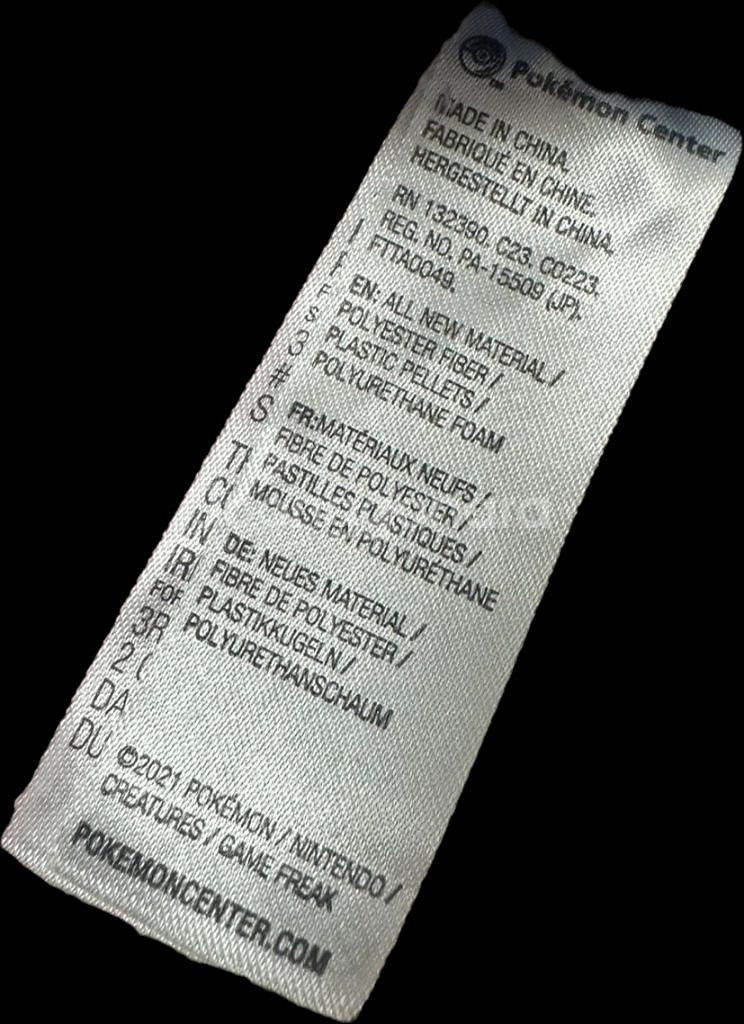 Pokémon Center
MADE IN CHINA.
FABRIQUÉ EN CHINE.
HERGESTELLT IN CHINA.
RN 132390. C23. C0223.
REG. NO. PA-15509 (JP).
FTTA0049.
EN: ALL NEW MATERIAL /
POLYESTER FIBER /
PLASTIC PELLETS /
POLYURETHANE FOAM
FR:MATÉRIAUX NEUFS /
FIBRE DE POLYESTER /
PASTILLES PLASTIQUES /
MOUSSE EN POLYURÉTHANE
DE: NEUES MATERIAL /
FIBRE DE POLYESTER /
PLASTIKKUGELN /
POLYURETHANSCHAUM
©2021 POKÉMON / NINTENDO /
CREATURES / GAME FREAK
POKEMONCENTER.COM